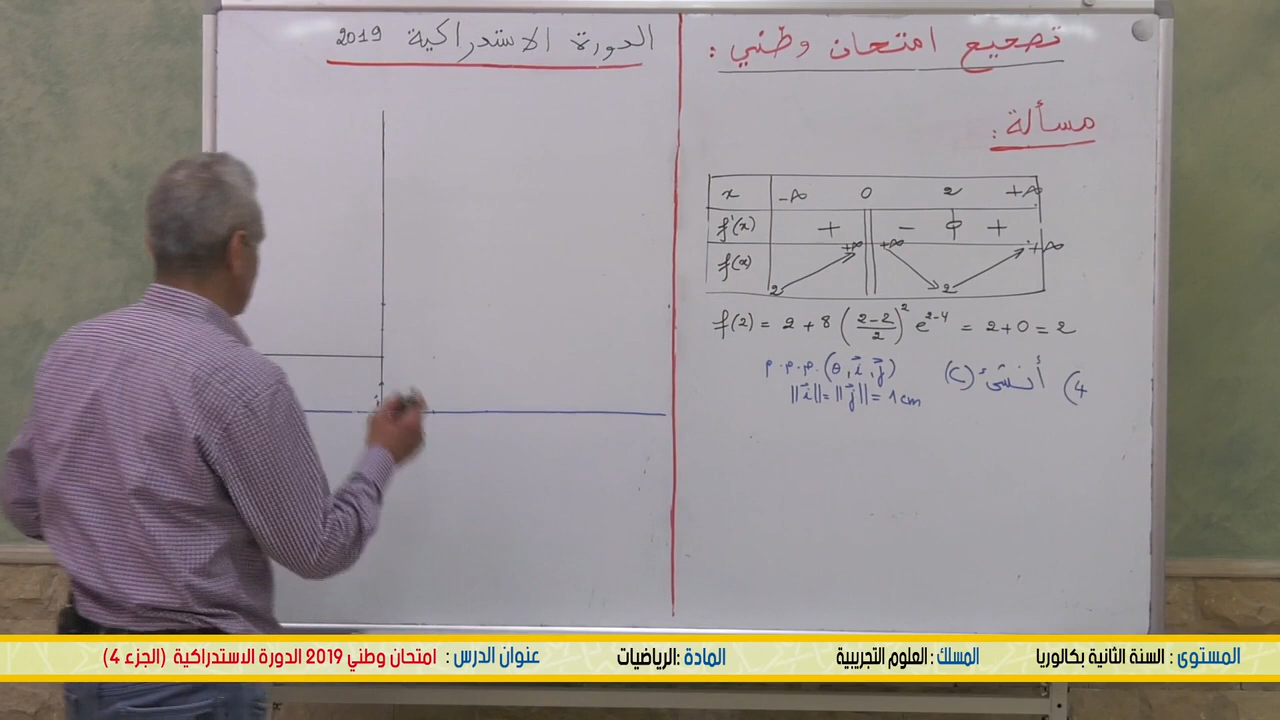 تصحيح امتحان وطني :
الدورة الاستدراكية 2019
مسألة :
x -∞ 0 2 +∞
f'(x) + - 0 +
f(x) 2 +∞ +∞ 2 +∞
f(2) = 2 + 8 (2-2/2)² e^2-4 = 2+0 = 2
4) أنشئ (C)
م.م.م. (O, i, j)
||i|| = ||j|| = 1 cm
المستوى : السنة الثانية بكالوريا
المسلك : العلوم التجريبية
المادة : الرياضيات
عنوان الدرس : امتحان وطني 2019 الدورة الاستدراكية (الجزء 4)